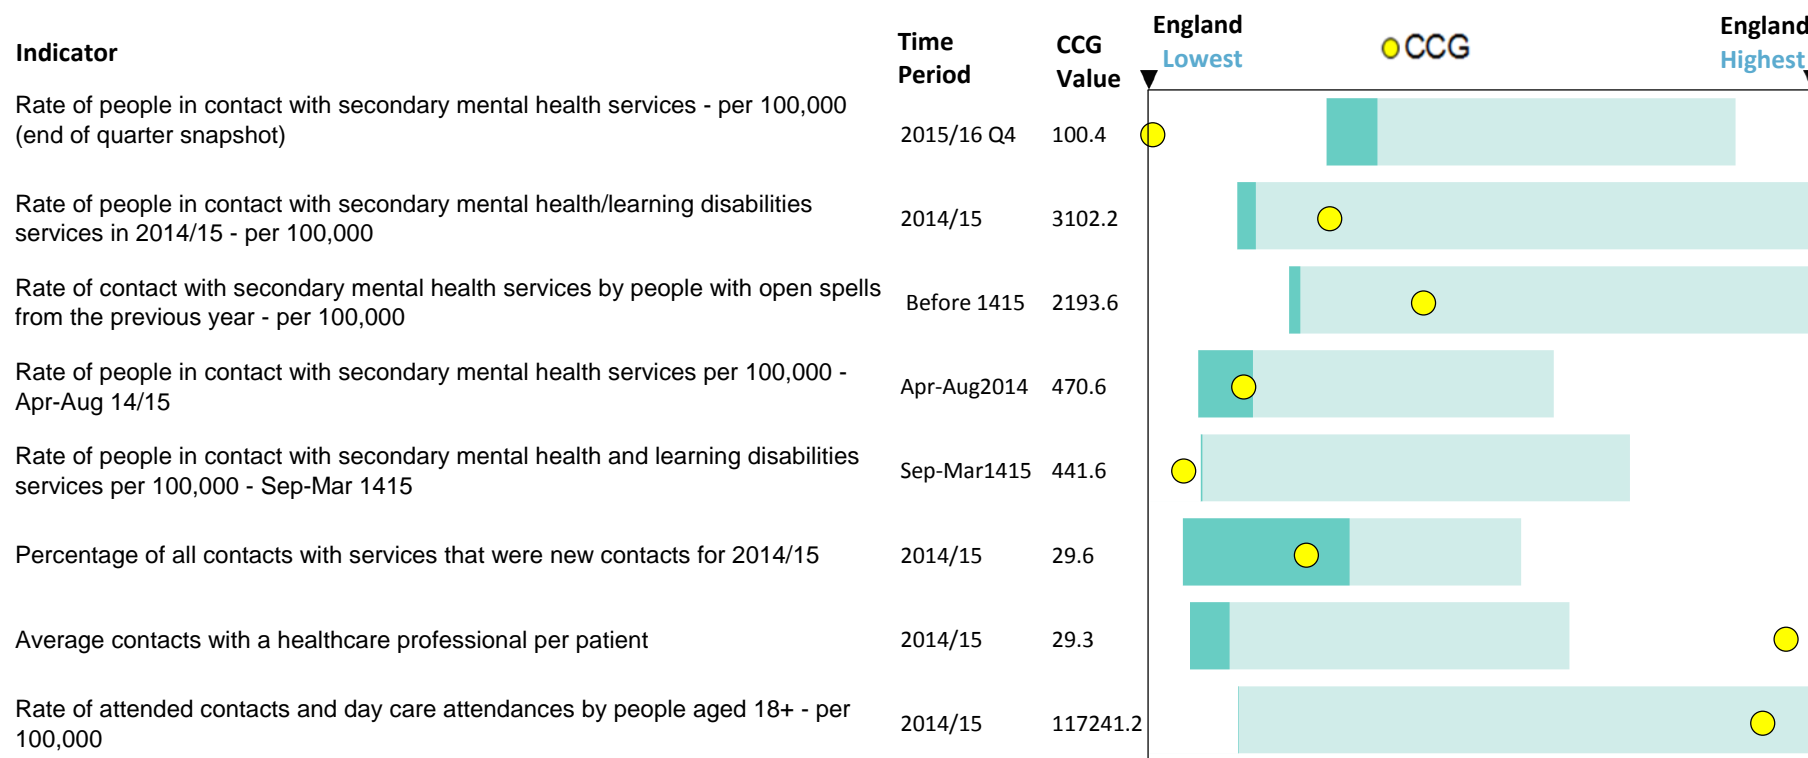 Indicator
Time Period
CCG Value
England Lowest
CCG
England Highest
Rate of people in contact with secondary mental health services - per 100,000
(end of quarter snapshot)
2015/16 Q4 100.4
Rate of people in contact with secondary mental health/learning disabilities
services in 2014/15 - per 100,000
2014/15 3102.2
Rate of contact with secondary mental health services by people with open spells
from the previous year - per 100,000
Before 1415 2193.6
Rate of people in contact with secondary mental health services per 100,000 -
Apr-Aug 14/15
Apr-Aug2014 470.6
Rate of people in contact with secondary mental health and learning disabilities
services per 100,000 - Sep-Mar 1415
Sep-Mar1415 441.6
Percentage of all contacts with services that were new contacts for 2014/15
2014/15 29.6
Average contacts with a healthcare professional per patient
2014/15 29.3
Rate of attended contacts and day care attendances by people aged 18+ - per
100,000
2014/15 117241.2